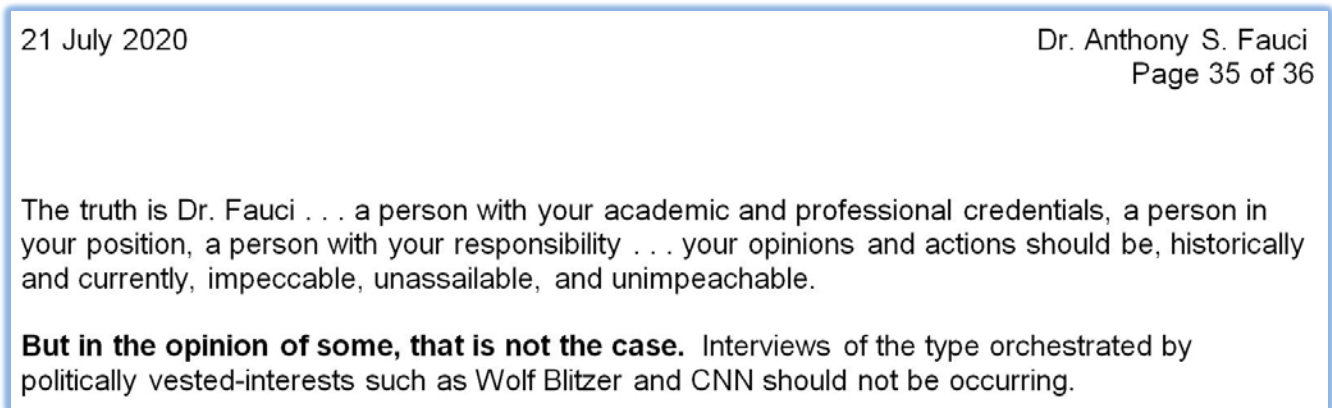 21 July 2020 Dr. Anthony S. Fauci
Page 35 of 36
The truth is Dr. Fauci . . . a person with your academic and professional credentials, a person in
your position, a person with your responsibility . . . your opinions and actions should be, historically
and currently, impeccable, unassailable, and unimpeachable.
But in the opinion of some, that is not the case. Interviews of the type orchestrated by
politically vested-interests such as Wolf Blitzer and CNN should not be occurring.